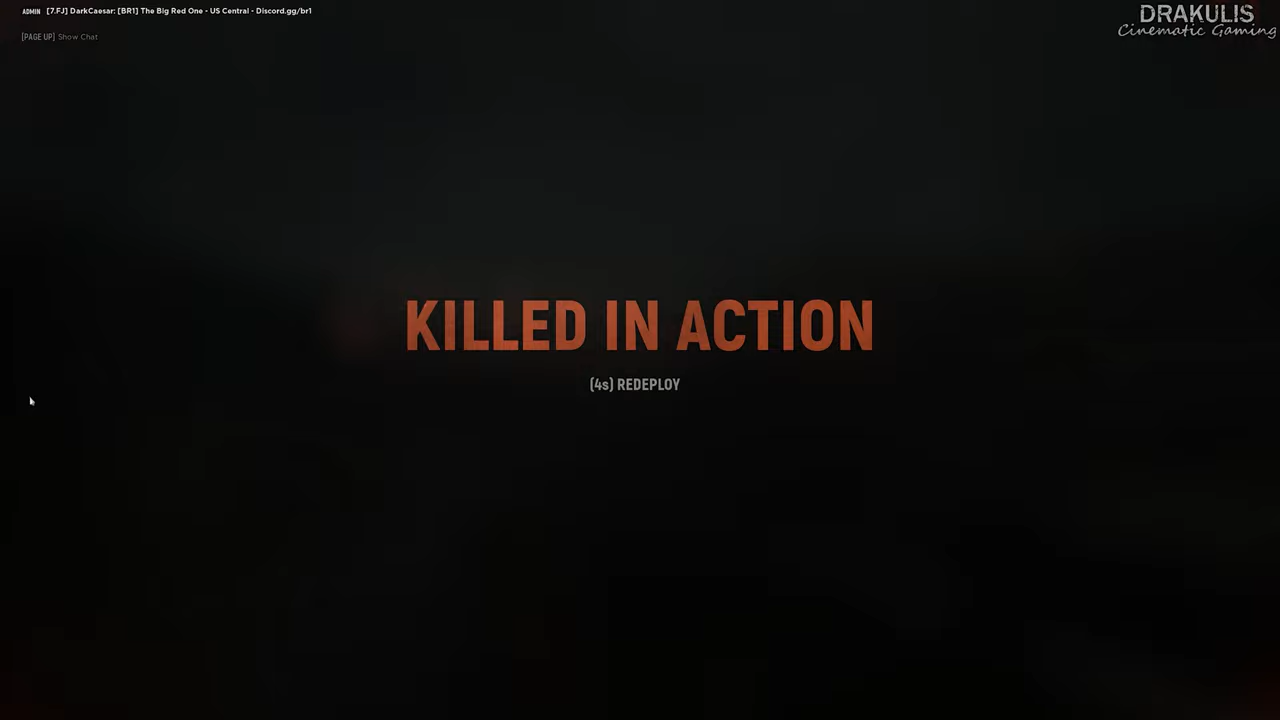 ADMIN [7.FJ] DarkCaesar: [BR1] The Big Red One - US Central - Discord.gg/br1
DRAKULIS
Cinematic Gaming
[PAGE UP] Show Chat
KILLED IN ACTION
(4s) REDEPLOY